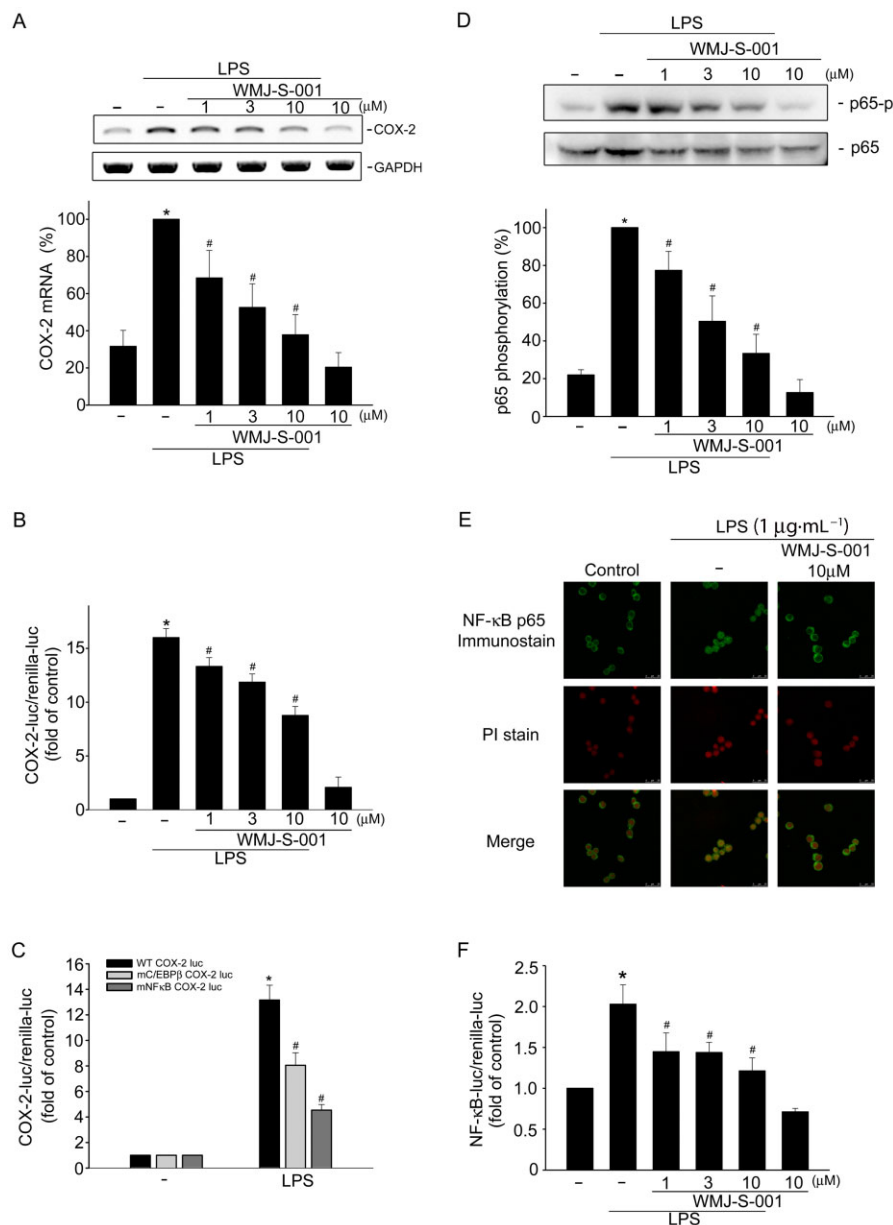 A
LPS
WMJ-S-001
– – 1 3 10 10 (μM)
-COX-2
-GAPDH
COX-2 mRNA (%)
100
80
60
40
20
0
* # # #
– – 1 3 10 10 (μM)
WMJ-S-001
LPS
B
COX-2-luc/renilla-luc
(fold of control)
15
10
5
0
* # # #
– – 1 3 10 10 (μM)
WMJ-S-001
LPS
C
COX-2-luc/renilla-luc
(fold of control)
16
14
12
10
8
6
4
2
0
WT COX-2 luc
mC/EBPβ COX-2 luc
mNFκB COX-2 luc
* # #
- LPS
D
LPS
WMJ-S-001
– – 1 3 10 10 (μM)
- p65-p
- p65
p65 phosphorylation (%)
100
80
60
40
20
0
* # # #
– – 1 3 10 10 (μM)
WMJ-S-001
LPS
E
LPS (1 μg·mL⁻¹)
WMJ-S-001
Control – 10μM
NF-κB p65
Immunostain
PI stain
Merge
F
NF-κB-luc/renilla-luc
(fold of control)
2.5
2.0
1.5
1.0
0.5
0.0
* # # #
– – 1 3 10 10 (μM)
WMJ-S-001
LPS